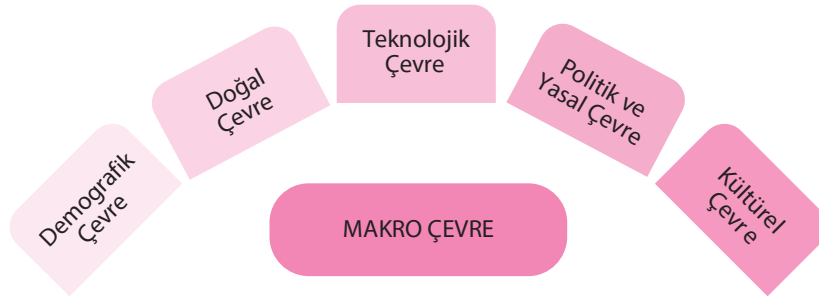 Demografik
Çevre
Doğal
Çevre
Teknolojik
Çevre
Politik ve
Yasal Çevre
Kültürel
Çevre
MAKRO ÇEVRE